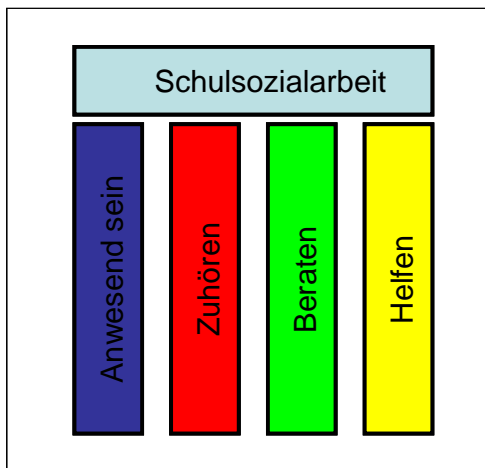 Schulsozialarbeit
Anwesend sein
Zuhören
Beraten
Helfen